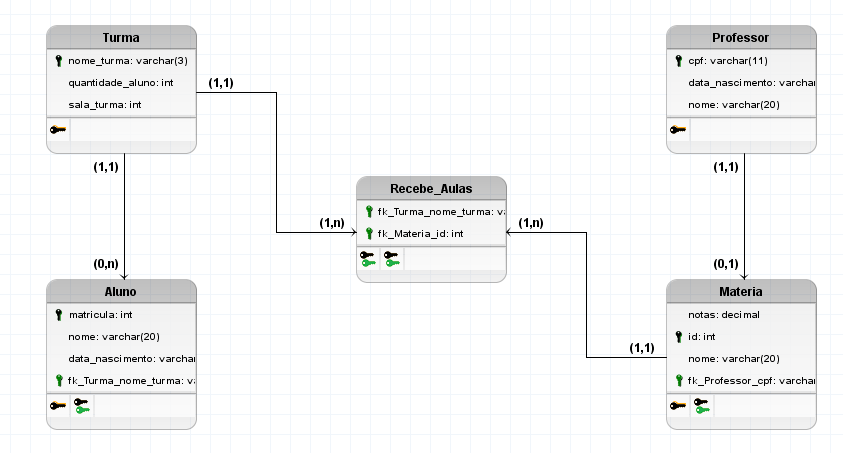 Turma
nome_turma: varchar(3)
quantidade_aluno: int
sala_turma: int
Professor
cpf: varchar(11)
data_nascimento: varchar
nome: varchar(20)
(1,1)
(1,1)
(1,1)
Recebe_Aulas
fk_Turma_nome_turma: va
fk_Materia_id: int
(1,n)
(1,n)
(0,n)
(0,1)
Aluno
matricula: int
nome: varchar(20)
data_nascimento: varchar
fk_Turma_nome_turma: va
Materia
notas: decimal
id: int
nome: varchar(20)
fk_Professor_cpf: varchar
(1,1)